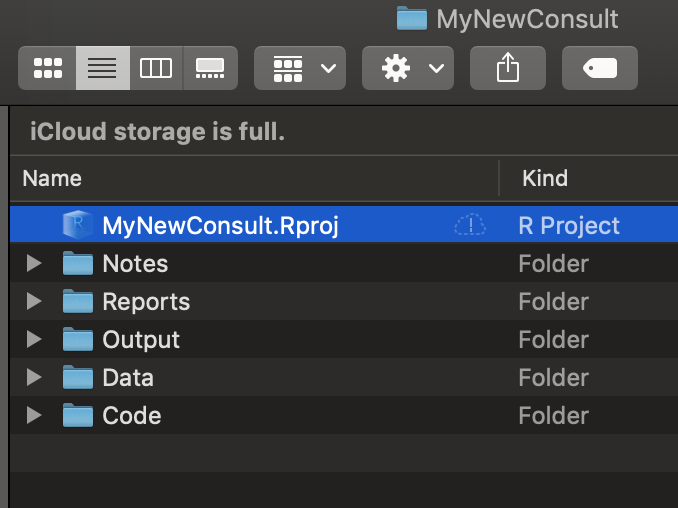 MyNewConsult
iCloud storage is full.
Name Kind
MyNewConsult.Rproj R Project
Notes Folder
Reports Folder
Output Folder
Data Folder
Code Folder